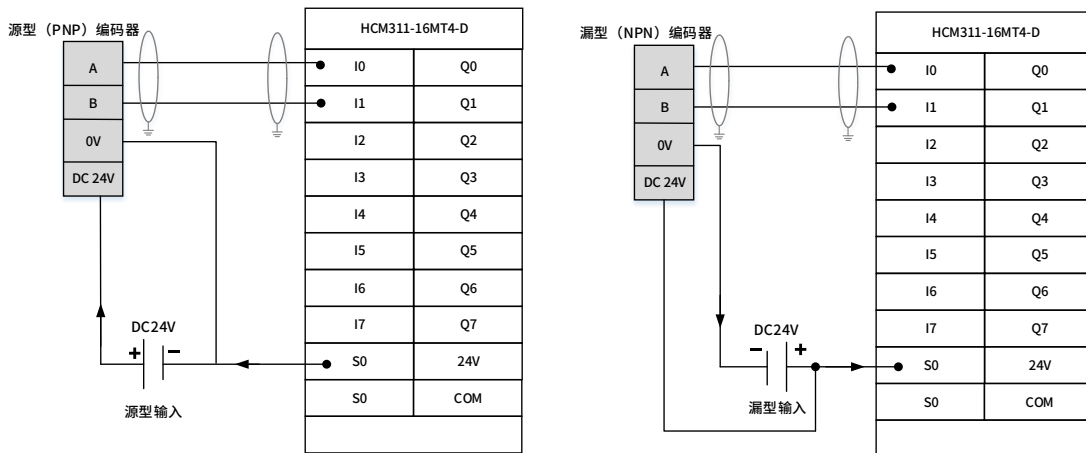 源型（PNP）编码器
A
B
0V
DC 24V
DC24V
+ −
源型输入
HCM311-16MT4-D
I0 Q0
I1 Q1
I2 Q2
I3 Q3
I4 Q4
I5 Q5
I6 Q6
I7 Q7
S0 24V
S0 COM
漏型（NPN）编码器
A
B
0V
DC 24V
DC24V
− +
漏型输入
HCM311-16MT4-D
I0 Q0
I1 Q1
I2 Q2
I3 Q3
I4 Q4
I5 Q5
I6 Q6
I7 Q7
S0 24V
S0 COM